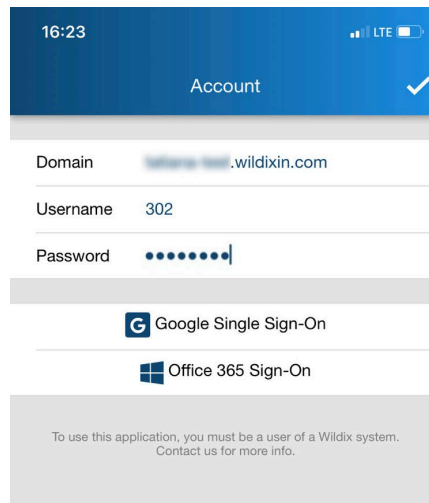 16:23 LTE
Account
Domain .wildixin.com
Username 302
Password ••••••••
G Google Single Sign-On
Office 365 Sign-On
To use this application, you must be a user of a Wildix system.
Contact us for more info.